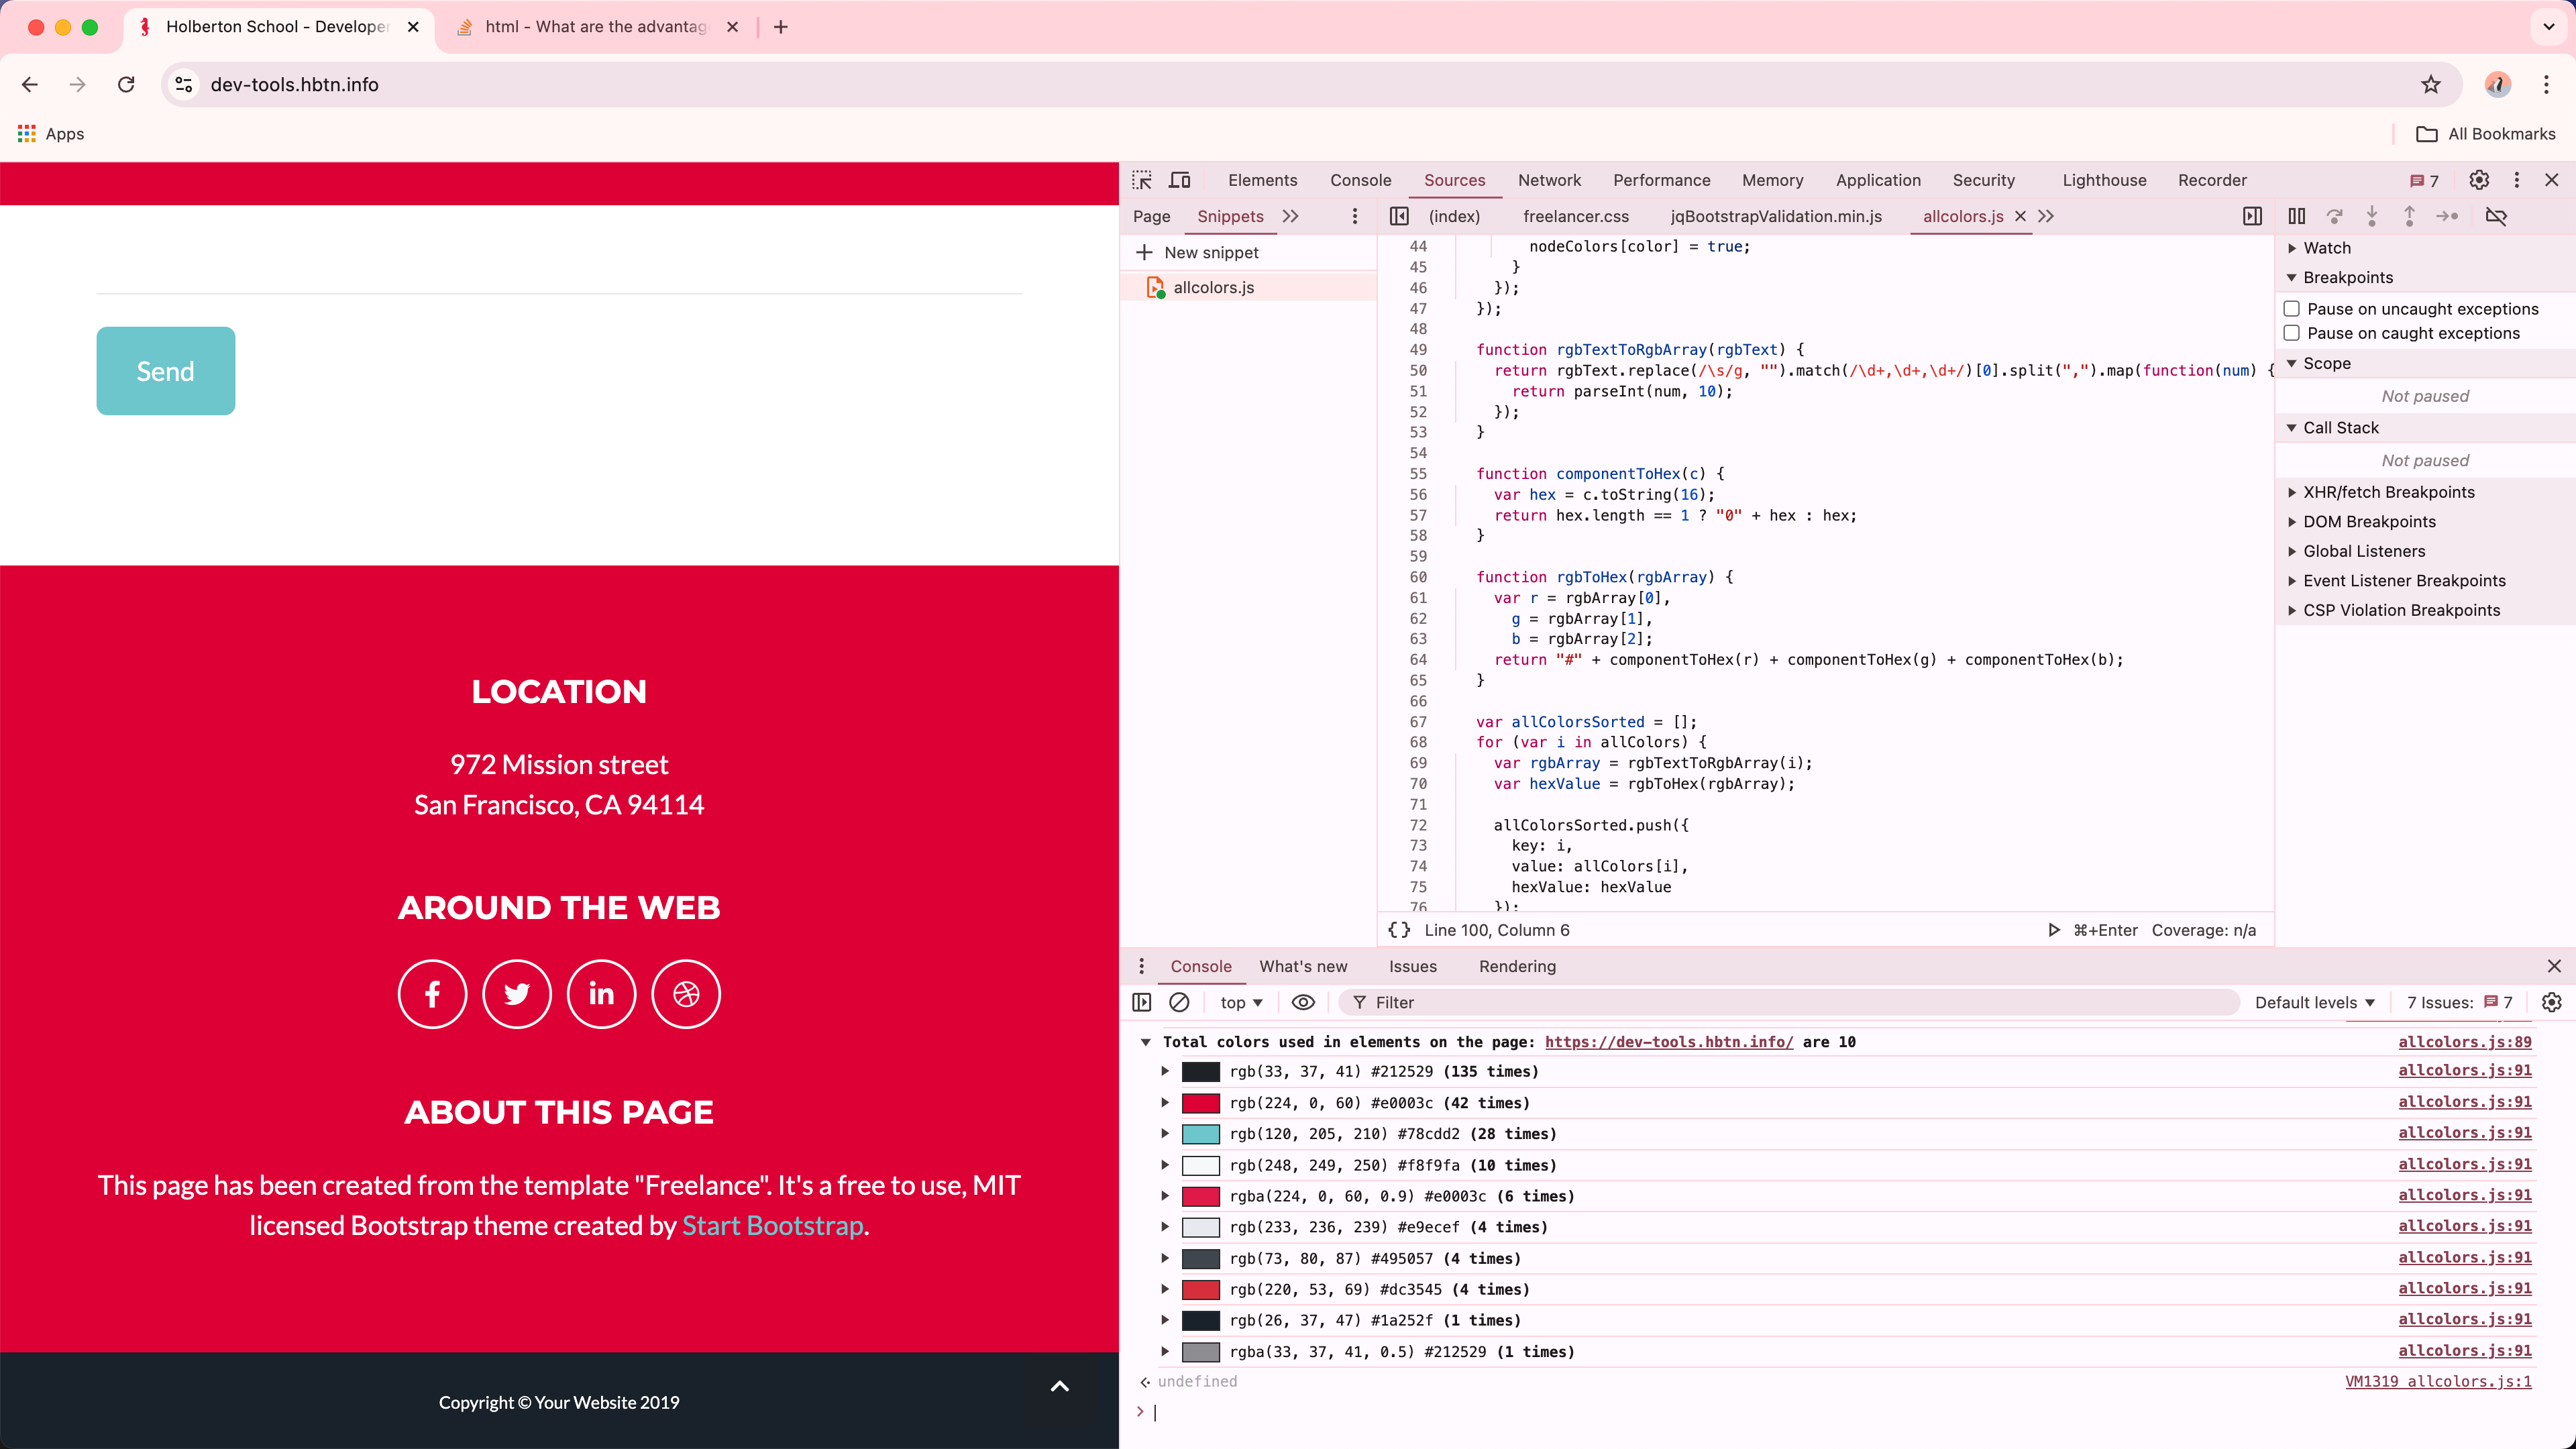 Holberton School - Developer
html - What are the advantag
dev-tools.hbtn.info
Apps
All Bookmarks
Send
LOCATION
972 Mission street
San Francisco, CA 94114
AROUND THE WEB
ABOUT THIS PAGE
This page has been created from the template "Freelance". It's a free to use, MIT
licensed Bootstrap theme created by Start Bootstrap.
Copyright © Your Website 2019
Elements Console Sources Network Performance Memory Application Security Lighthouse Recorder 7
Page Snippets
New snippet
allcolors.js
(index) freelancer.css jqBootstrapValidation.min.js allcolors.js
44 nodeColors[color] = true;
45 }
46 });
47 });
48
49 function rgbTextToRgbArray(rgbText) {
50 return rgbText.replace(/\s/g, "").match(/\d+,\d+,\d+/)[0].split(",").map(function(num) {
51 return parseInt(num, 10);
52 });
53 }
54
55 function componentToHex(c) {
56 var hex = c.toString(16);
57 return hex.length == 1 ? "0" + hex : hex;
58 }
59
60 function rgbToHex(rgbArray) {
61 var r = rgbArray[0],
62 g = rgbArray[1],
63 b = rgbArray[2];
64 return "#" + componentToHex(r) + componentToHex(g) + componentToHex(b);
65 }
66
67 var allColorsSorted = [];
68 for (var i in allColors) {
69 var rgbArray = rgbTextToRgbArray(i);
70 var hexValue = rgbToHex(rgbArray);
71
72 allColorsSorted.push({
73 key: i,
74 value: allColors[i],
75 hexValue: hexValue
76 });
{} Line 100, Column 6 ⌘+Enter Coverage: n/a
Watch
Breakpoints
Pause on uncaught exceptions
Pause on caught exceptions
Scope
Not paused
Call Stack
Not paused
XHR/fetch Breakpoints
DOM Breakpoints
Global Listeners
Event Listener Breakpoints
CSP Violation Breakpoints
Console What's new Issues Rendering
top Filter Default levels 7 Issues: 7
Total colors used in elements on the page: https://dev-tools.hbtn.info/ are 10 allcolors.js:89
rgb(33, 37, 41) #212529 (135 times) allcolors.js:91
rgb(224, 0, 60) #e0003c (42 times) allcolors.js:91
rgb(120, 205, 210) #78cdd2 (28 times) allcolors.js:91
rgb(248, 249, 250) #f8f9fa (10 times) allcolors.js:91
rgba(224, 0, 60, 0.9) #e0003c (6 times) allcolors.js:91
rgb(233, 236, 239) #e9ecef (4 times) allcolors.js:91
rgb(73, 80, 87) #495057 (4 times) allcolors.js:91
rgb(220, 53, 69) #dc3545 (4 times) allcolors.js:91
rgb(26, 37, 47) #1a252f (1 times) allcolors.js:91
rgba(33, 37, 41, 0.5) #212529 (1 times) allcolors.js:91
undefined VM1319 allcolors.js:1